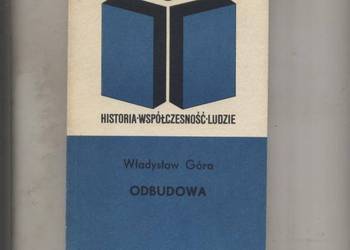 HISTORIA·WSPÓŁCZESNOŚĆ·LUDZIE
Władysław Góra
ODBUDOWA